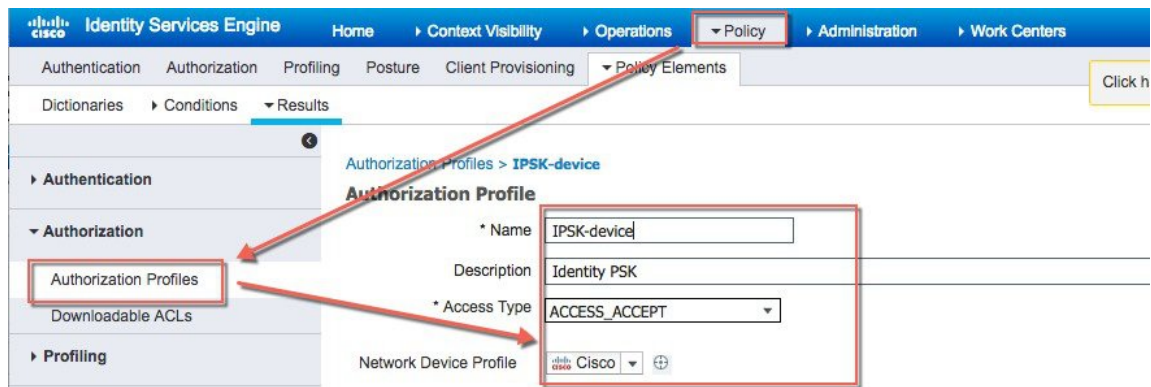 cisco Identity Services Engine Home Context Visibility Operations Policy Administration Work Centers
Authentication Authorization Profiling Posture Client Provisioning Policy Elements
Click h
Dictionaries Conditions Results
Authorization Profiles > IPSK-device
Authentication
Authorization Profile
* Name IPSK-device
Authorization
Description Identity PSK
Authorization Profiles
* Access Type ACCESS_ACCEPT
Downloadable ACLs
Profiling
Network Device Profile cisco Cisco